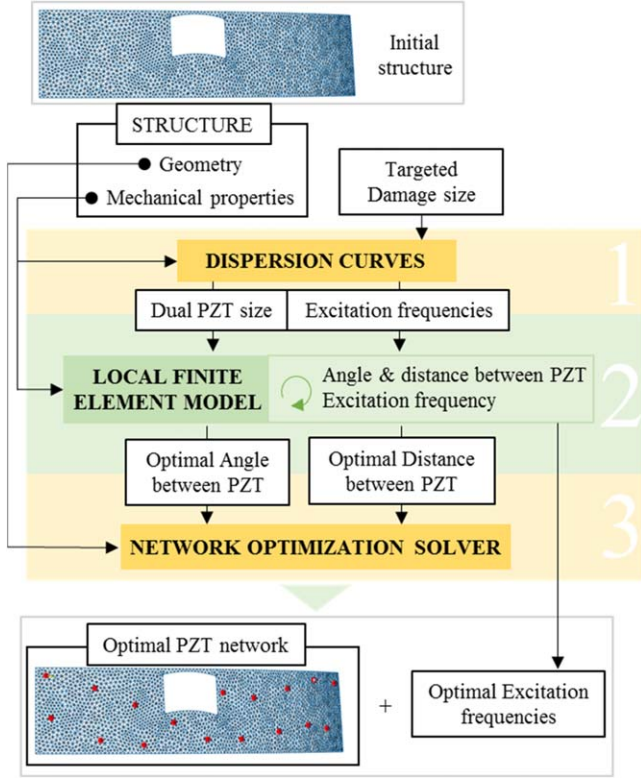 Initial
structure
STRUCTURE
Geometry
Mechanical properties
Targeted
Damage size
1
DISPERSION CURVES
Dual PZT size
Excitation frequencies
2
LOCAL FINITE
ELEMENT MODEL
Angle & distance between PZT
Excitation frequency
Optimal Angle
between PZT
Optimal Distance
between PZT
3
NETWORK OPTIMIZATION SOLVER
Optimal PZT network
+
Optimal Excitation
frequencies